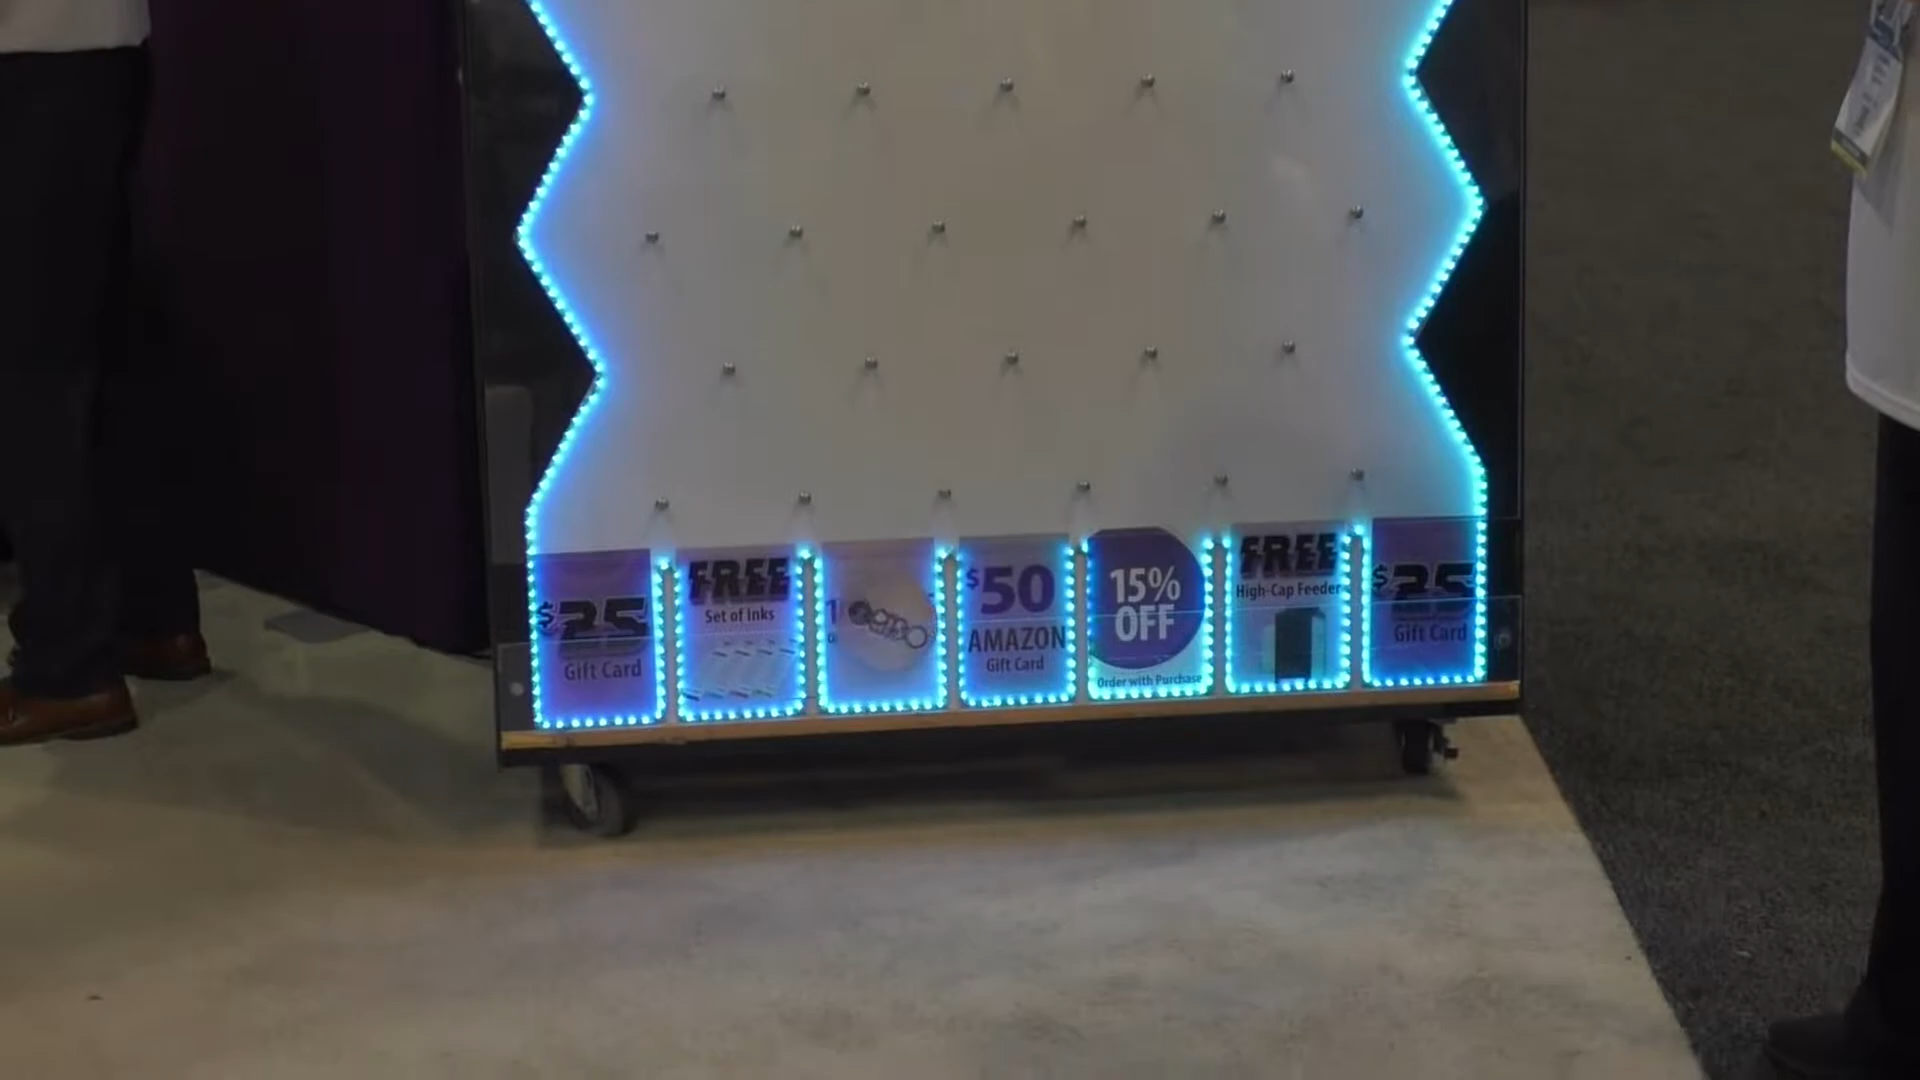 $25
Gift Card
FREE
Set of Inks
$50
AMAZON
Gift Card
15%
OFF
Order with Purchase
FREE
High-Cap Feeder
$25
Gift Card